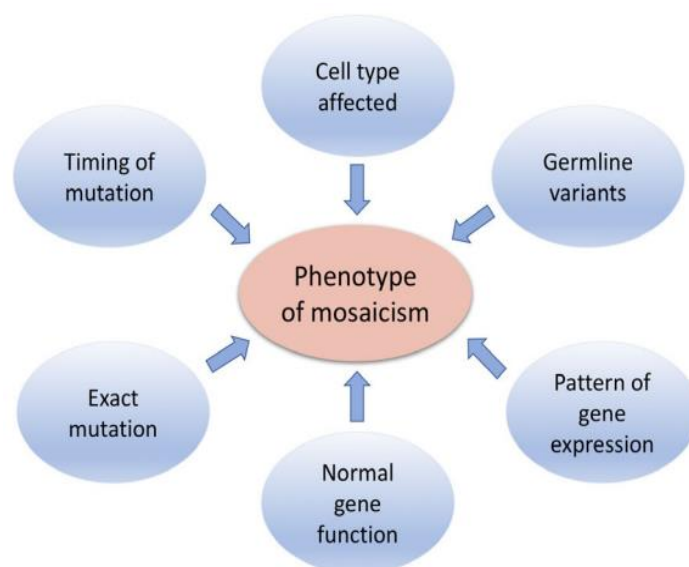 Cell type
affected
Timing of
mutation
Germline
variants
Phenotype
of mosaicism
Exact
mutation
Pattern of
gene
expression
Normal
gene
function